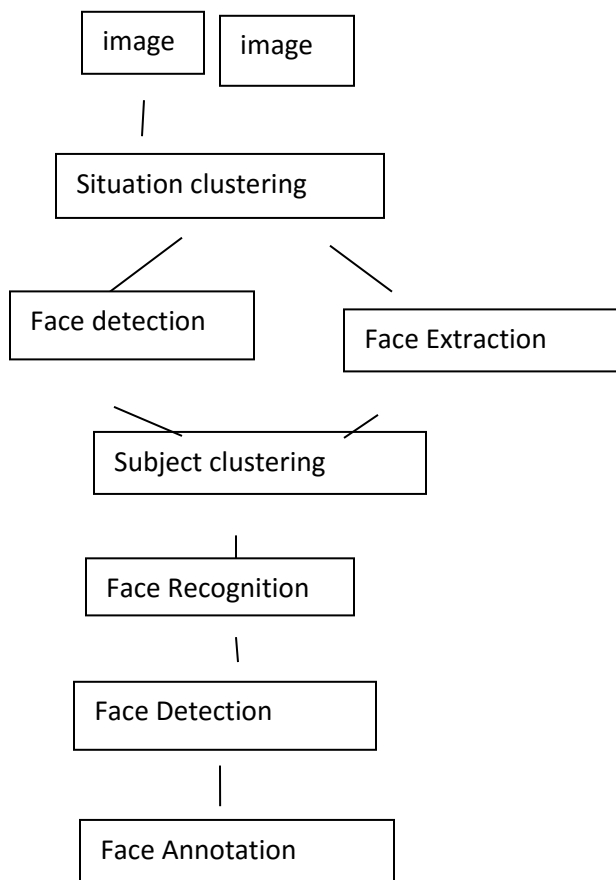 image
image
Situation clustering
Face detection
Face Extraction
Subject clustering
Face Recognition
Face Detection
Face Annotation